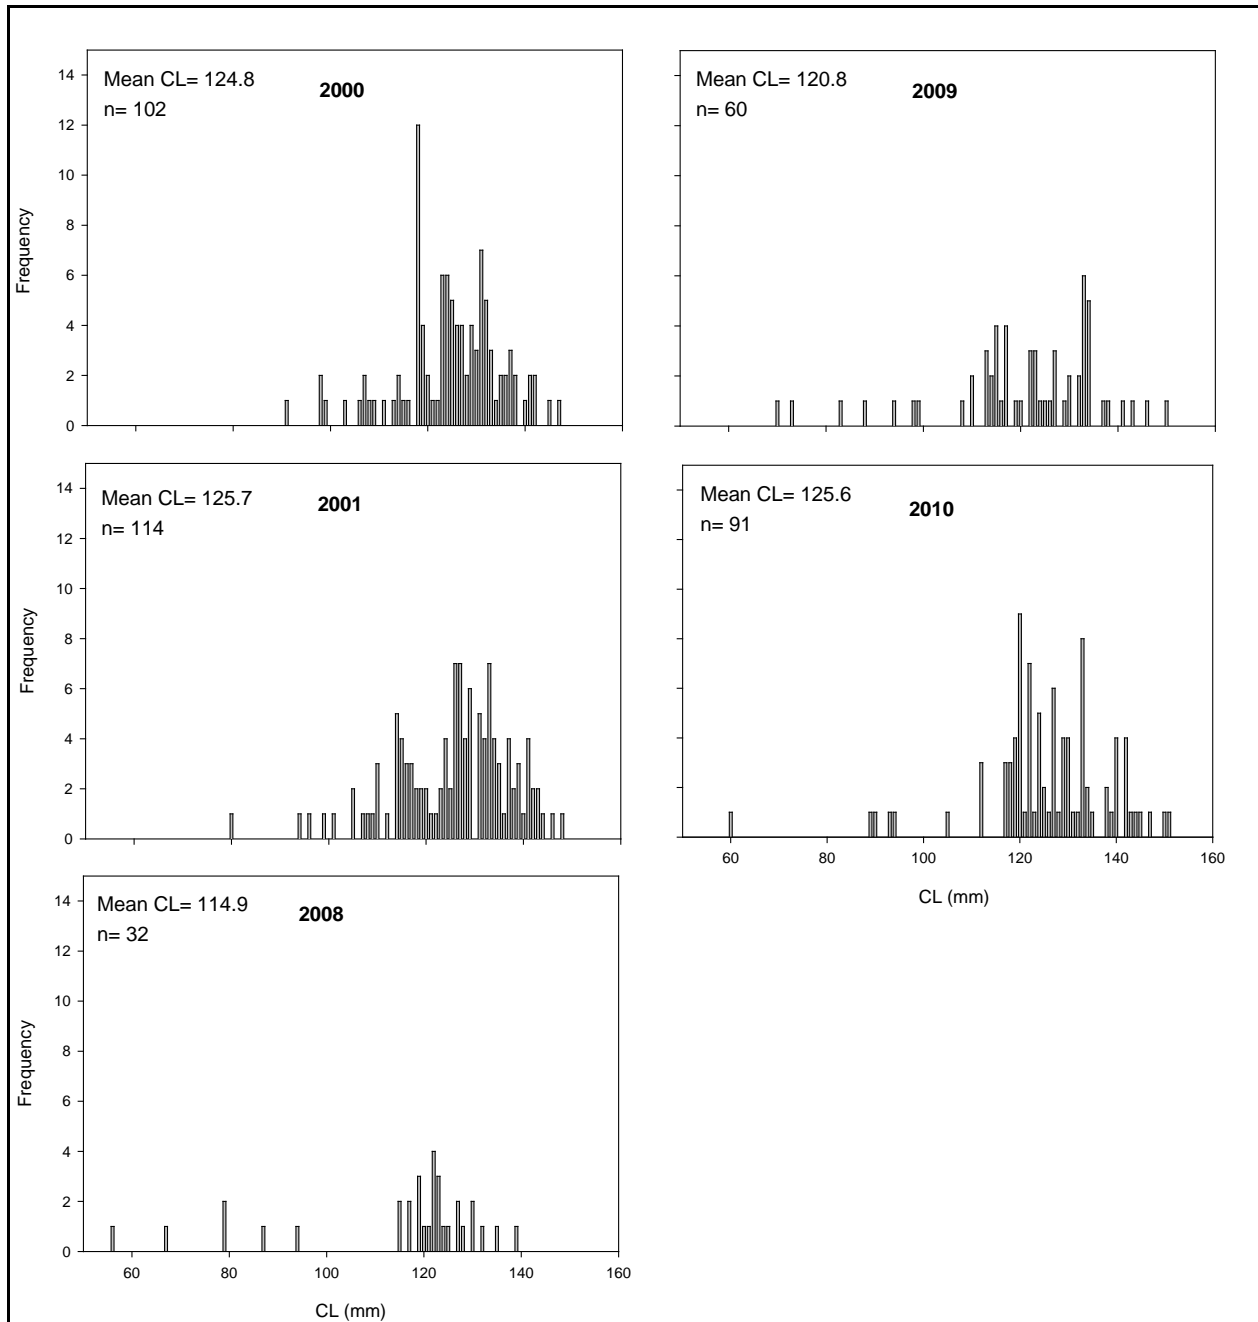 Mean CL= 124.8
n= 102
2000
14
12
10
8
6
4
2
0
Frequency
Mean CL= 120.8
n= 60
2009
Mean CL= 125.7
n= 114
2001
14
12
10
8
6
4
2
0
Frequency
Mean CL= 125.6
n= 91
2010
60 80 100 120 140 160
CL (mm)
Mean CL= 114.9
n= 32
2008
14
12
10
8
6
4
2
0
Frequency
60 80 100 120 140 160
CL (mm)